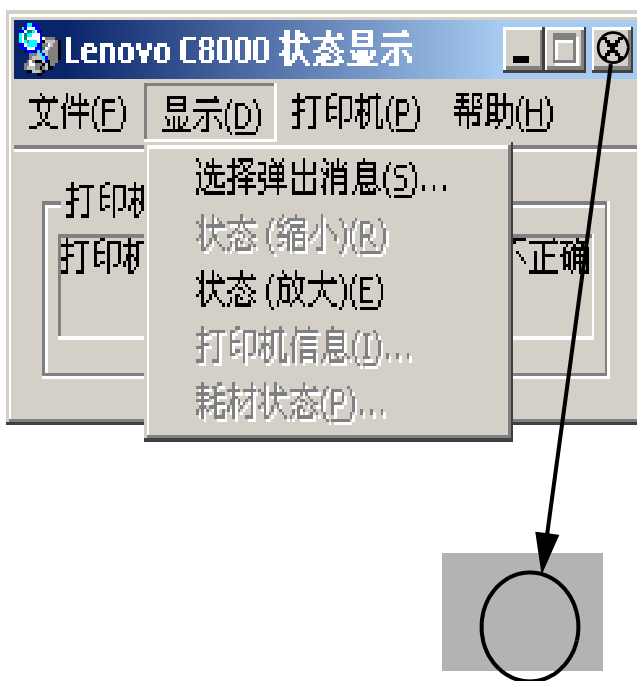 Lenovo C8000 状态显示
文件(F) 显示(D) 打印机(P) 帮助(H)
选择弹出消息(S)...
状态 (缩小)(R)
状态 (放大)(E)
打印机信息(I)...
耗材状态(P)...
打印
打印
不正确